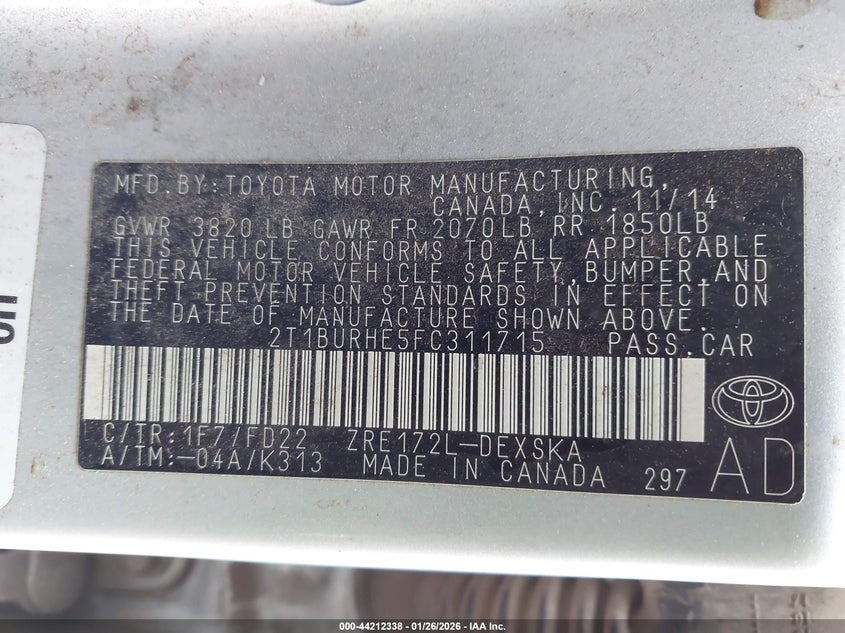 MFD.BY:TOYOTA MOTOR MANUFACTURING,
CANADA,INC. 11/14
GVWR 3820 LB GAWR FR 2070LB RR 1850LB
THIS VEHICLE CONFORMS TO ALL APPLICABLE
FEDERAL MOTOR VEHICLE SAFETY,BUMPER,AND
THEFT PREVENTION STANDARDS IN EFFECT ON
THE DATE OF MANUFACTURE SHOWN ABOVE.
2T1BURHE5FC311715 PASS.CAR
C/TR:1F7/FD22 ZRE172L-DEXSKA
A/TM:-04A/K313 MADE IN CANADA 297 AD
000-44212338 - 01/26/2026 - IAA Inc.